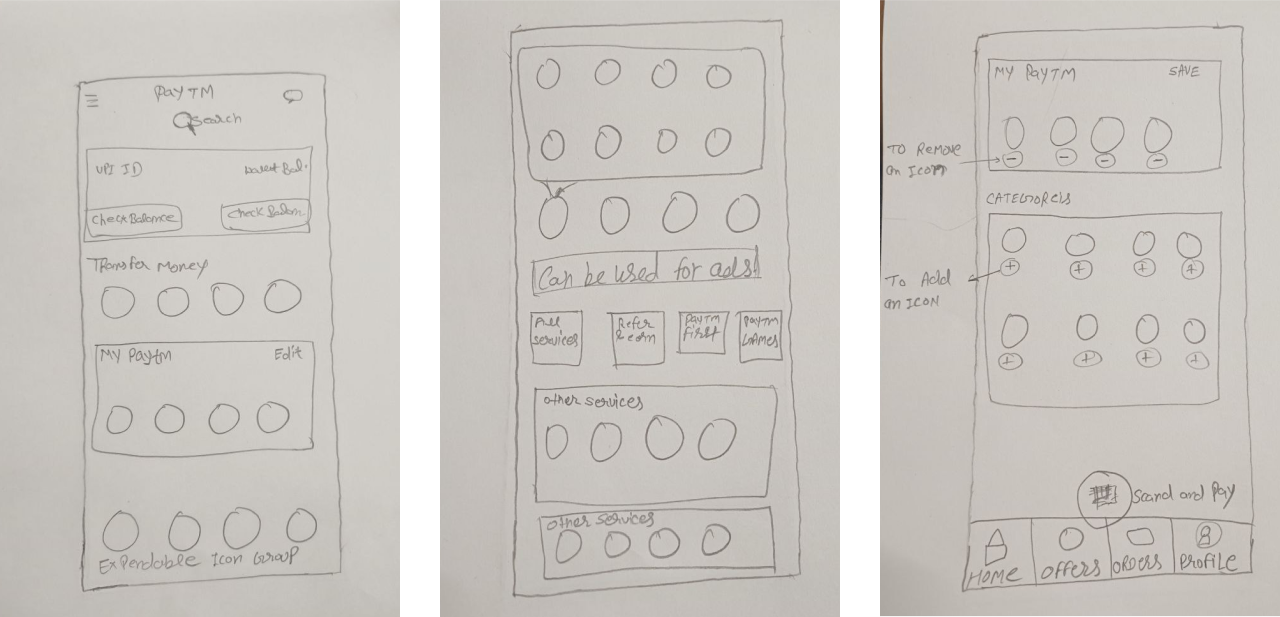 PayTM
Search
UPI ID
Wallet Bal.
Check Balance
Check Balan
Transfer Money
My Paytm
Edit
Expendable Icon Group
Can be used for ads!
All
services
Refer
& earn
PayTM
first
PayTM
GAMES
other services
other services
MY PAYTM
SAVE
TO Remove
an Icon
CATEGOREIS
To Add
an ICON
Scand and Pay
HOME
OFFERS
ORDERS
PROFILE